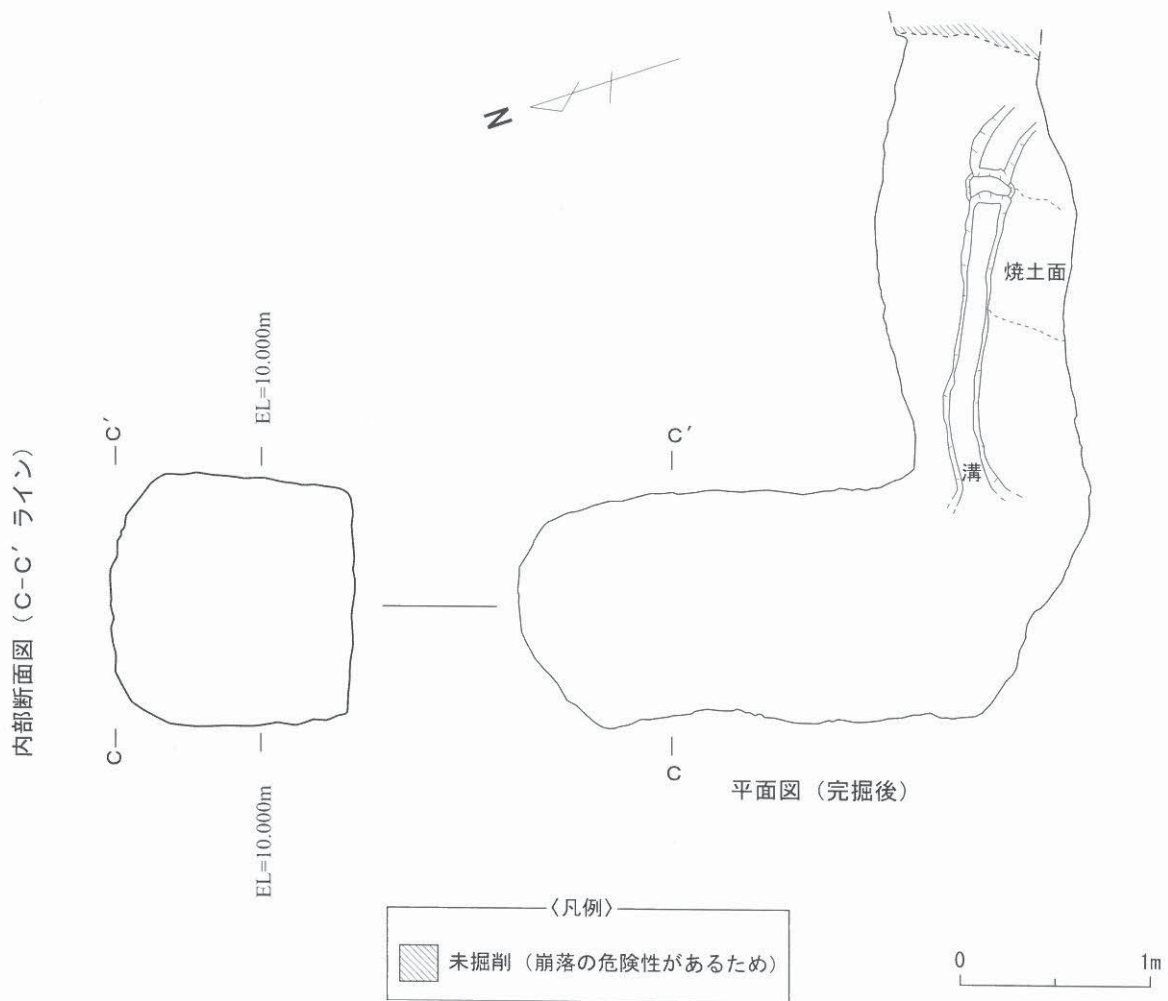 N
焼土面
溝
EL=10.000m
C′
C′
内部断面図（C-C′ ライン）
C
C
EL=10.000m
平面図（完掘後）
〈凡例〉
未掘削（崩落の危険性があるため）
0 1m